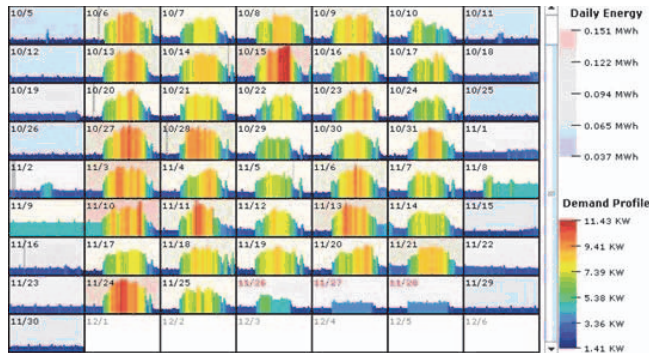 10/5 10/6 10/7 10/8 10/9 10/10 10/11
10/12 10/13 10/14 10/15 10/16 10/17 10/18
10/19 10/20 10/21 10/22 10/23 10/24 10/25
10/26 10/27 10/28 10/29 10/30 10/31 11/1
11/2 11/3 11/4 11/5 11/6 11/7 11/8
11/9 11/10 11/11 11/12 11/13 11/14 11/15
11/16 11/17 11/18 11/19 11/20 11/21 11/22
11/23 11/24 11/25 11/26 11/27 11/28 11/29
11/30 12/1 12/2 12/3 12/4 12/5 12/6
Daily Energy
0.151 MWh
0.122 MWh
0.094 MWh
0.065 MWh
0.037 MWh
Demand Profile
11.43 KW
9.41 KW
7.39 KW
5.38 KW
3.36 KW
1.41 KW